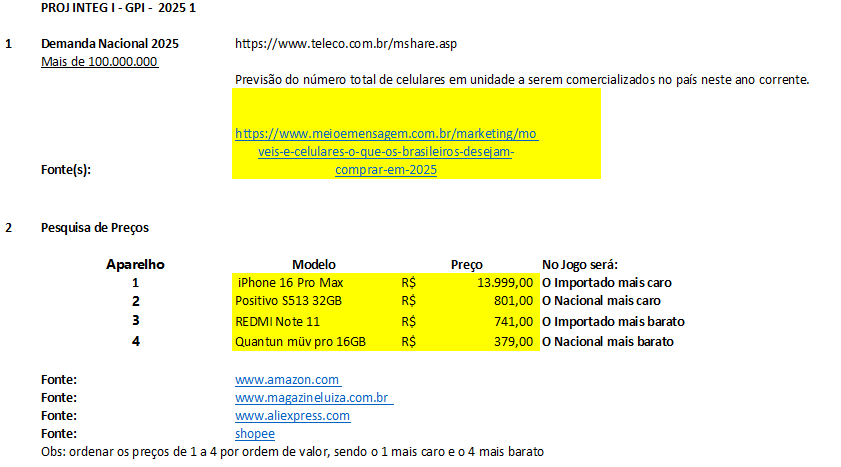 PROJ INTEG I - GPI -  2025 1
1 Demanda Nacional 2025 https://www.teleco.com.br/mshare.asp
Mais de 100.000.000
Previsão do número total de celulares em unidade a serem comercializados no país neste ano corrente.
https://www.meioemensagem.com.br/marketing/mo
veis-e-celulares-o-que-os-brasileiros-desejam-
Fonte(s): comprar-em-2025
2 Pesquisa de Preços
Aparelho Modelo Preço No Jogo será:
1 iPhone 16 Pro Max R$ 13.999,00 O Importado mais caro
2 Positivo S513 32GB R$ 801,00 O Nacional mais caro
3 REDMI Note 11 R$ 741,00 O Importado mais barato
4 Quantun müv pro 16GB R$ 379,00 O Nacional mais barato
Fonte: www.amazon.com
Fonte: www.magazineluiza.com.br
Fonte: www.aliexpress.com
Fonte: shopee
Obs: ordenar os preços de 1 a 4 por ordem de valor, sendo o 1 mais caro e o 4 mais barato